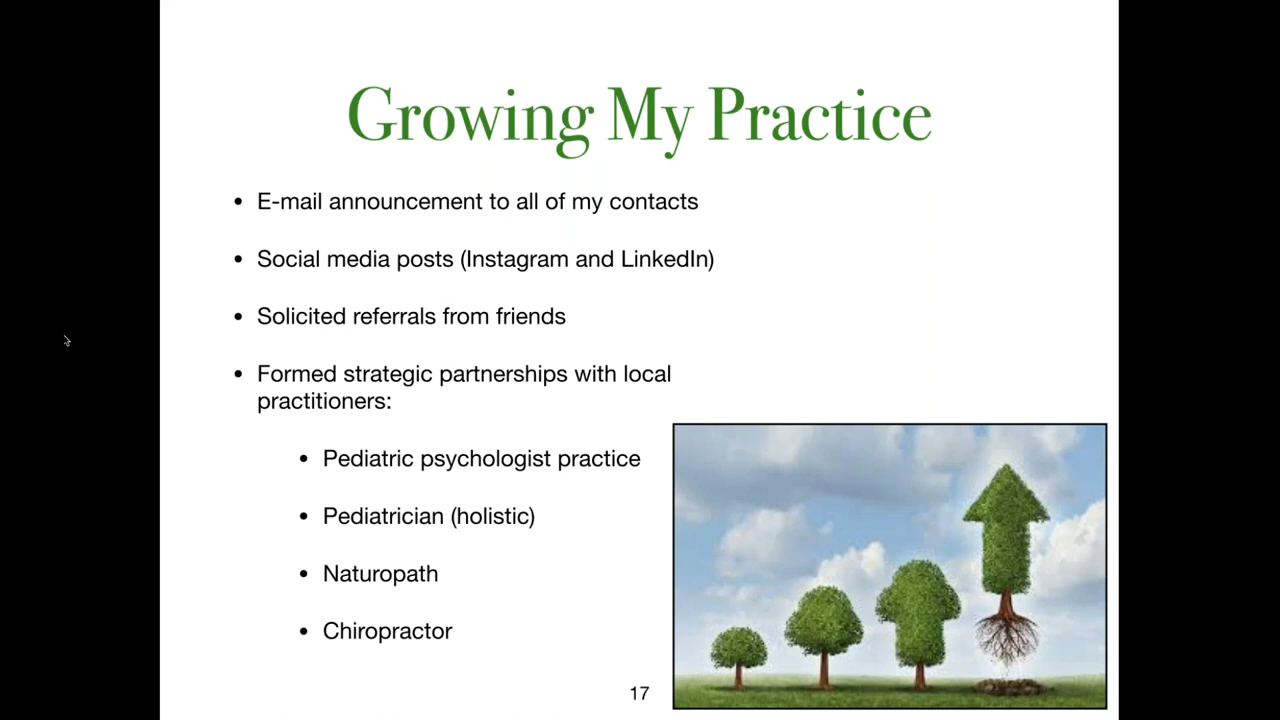 Growing My Practice
• E-mail announcement to all of my contacts
• Social media posts (Instagram and LinkedIn)
• Solicited referrals from friends
• Formed strategic partnerships with local
practitioners:
• Pediatric psychologist practice
• Pediatrician (holistic)
• Naturopath
• Chiropractor
17